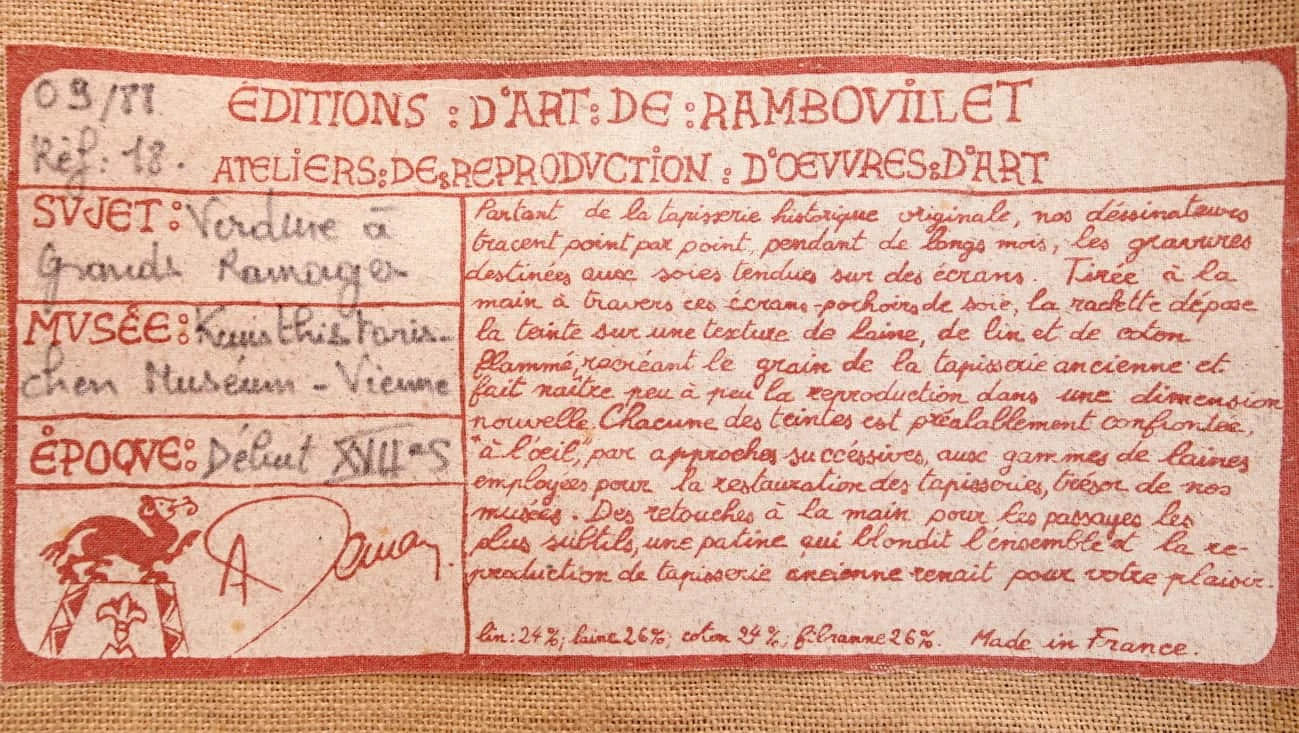 09/88
Réf: 18.
ÉDITIONS : D'ART : DE : RAMBOVILLET
ATELIERS : DE : REPRODVCTION : D'ŒVVRES : D'ART
SVJET : Verdure à
Grands Ramages
MVSÉE : Kunsthistoris-
chen Muséum - Vienne
ÉPOQVE : Début XVIIe S
Partant de la tapisserie historique originale, nos déssinateurs
tracent point par point, pendant de longs mois, les gravures
destinées aux soies tendues sur des écrans. Tirée à la
main à travers ces écrans-pochoirs de soie, la raclette dépose
la teinte sur une texture de laine, de lin et de coton
flammé, recréant le grain de la tapisserie ancienne et
fait naître peu à peu la reproduction dans une dimension
nouvelle. Chacune des teintes est préalablement confrontée,
"à l'oeil", par approches succéssives, aux gammes de laines
employées pour la restauration des tapisseries, trésor de nos
musées. Des retouches à la main pour les passages les
plus subtils, une patine qui blondit l'ensemble et la re-
production de tapisserie ancienne renait pour votre plaisir.
lin: 24%; laine 26%; coton 24%; fibranne 26%. Made in France.